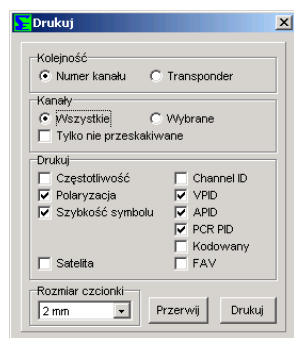 Drukuj
Kolejność
Numer kanału Transponder
Kanały
Wszystkie Wybrane
Tylko nie przeskakiwane
Drukuj
Częstotliwość Channel ID
Polaryzacja VPID
Szybkość symbolu APID
PCR PID
Kodowany
Satelita FAV
Rozmiar czcionki
2 mm Przerwij Drukuj